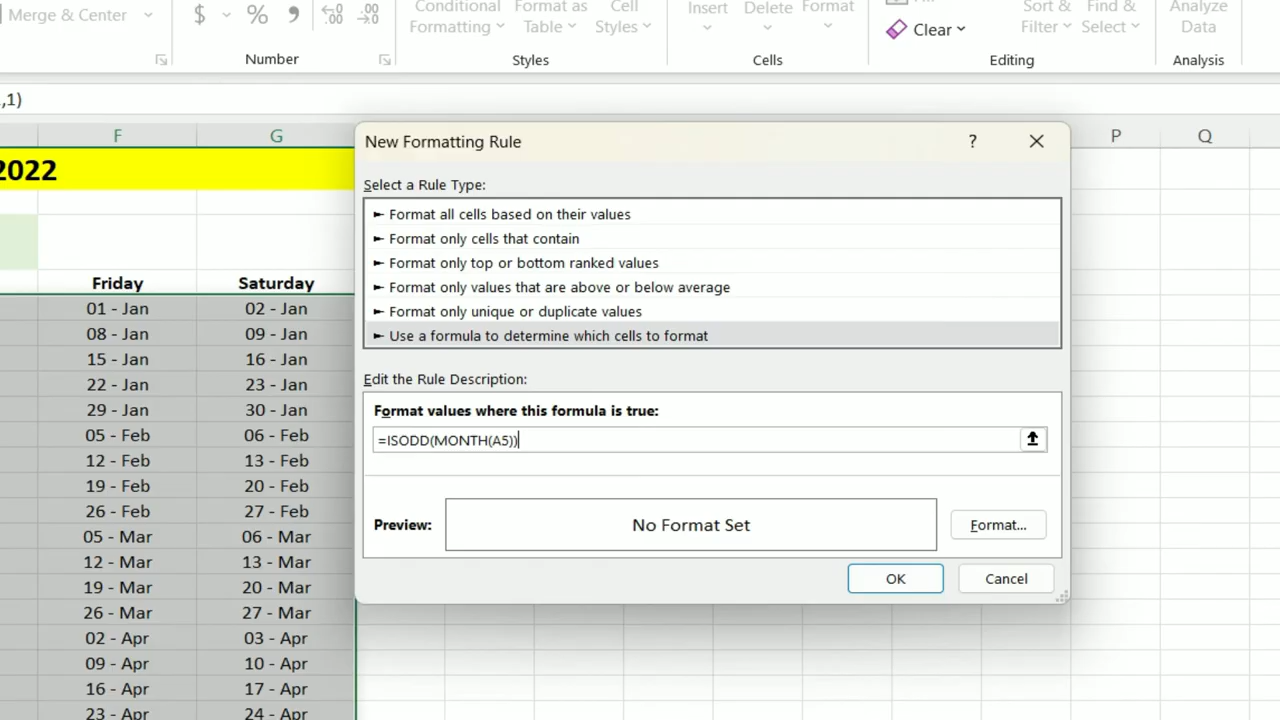 Merge & Center
$ % 9
Conditional
Formatting
Format as
Table
Cell
Styles
Insert
Delete
Format
Clear
Sort &
Filter
Find &
Select
Analyze
Data
Number
Styles
Cells
Editing
Analysis
,1)
F G P Q
2022
Friday Saturday
01 - Jan 02 - Jan
08 - Jan 09 - Jan
15 - Jan 16 - Jan
22 - Jan 23 - Jan
29 - Jan 30 - Jan
05 - Feb 06 - Feb
12 - Feb 13 - Feb
19 - Feb 20 - Feb
26 - Feb 27 - Feb
05 - Mar 06 - Mar
12 - Mar 13 - Mar
19 - Mar 20 - Mar
26 - Mar 27 - Mar
02 - Apr 03 - Apr
09 - Apr 10 - Apr
16 - Apr 17 - Apr
23 - Apr 24 - Apr
New Formatting Rule ?
Select a Rule Type:
► Format all cells based on their values
► Format only cells that contain
► Format only top or bottom ranked values
► Format only values that are above or below average
► Format only unique or duplicate values
► Use a formula to determine which cells to format
Edit the Rule Description:
Format values where this formula is true:
=ISODD(MONTH(A5))
Preview:
No Format Set
Format...
OK
Cancel